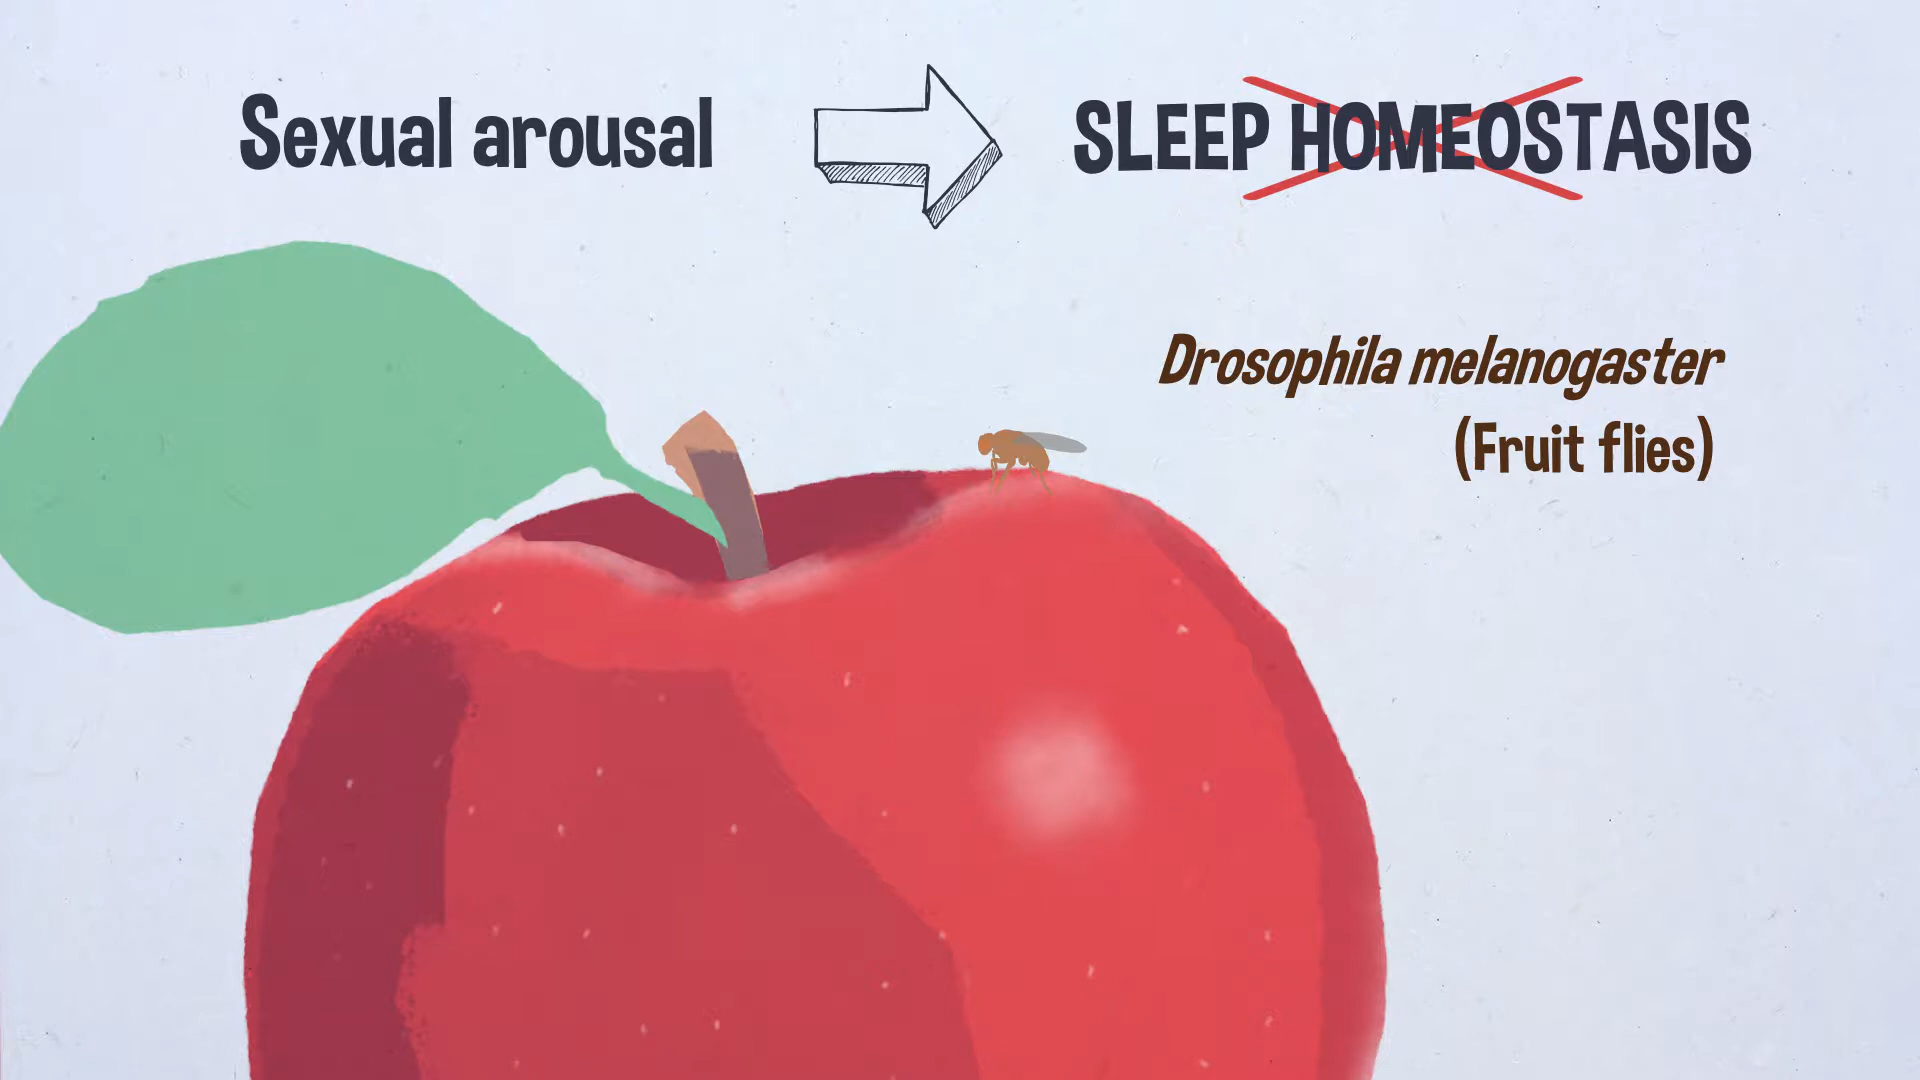 Sexual arousal
SLEEP HOMEOSTASIS
Drosophila melanogaster
(Fruit flies)